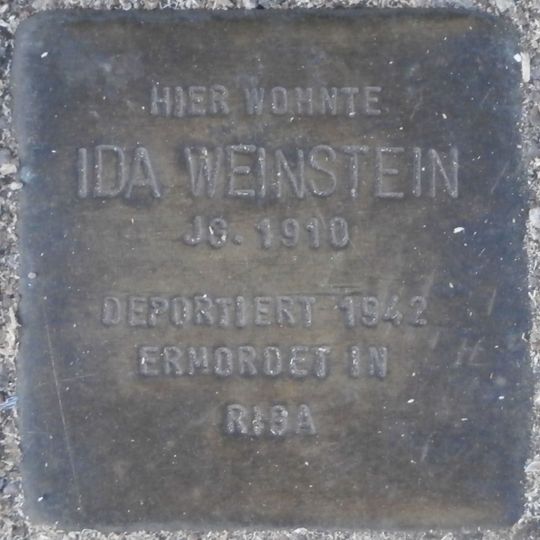 HIER WOHNTE
IDA WEINSTEIN
JG. 1910
DEPORTIERT 1942
ERMORDET IN
RIGA